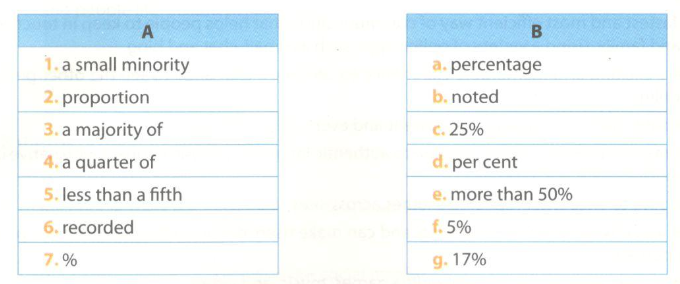 A
1. a small minority
2. proportion
3. a majority of
4. a quarter of
5. less than a fifth
6. recorded
7. %
B
a. percentage
b. noted
c. 25%
d. per cent
e. more than 50%
f. 5%
g. 17%